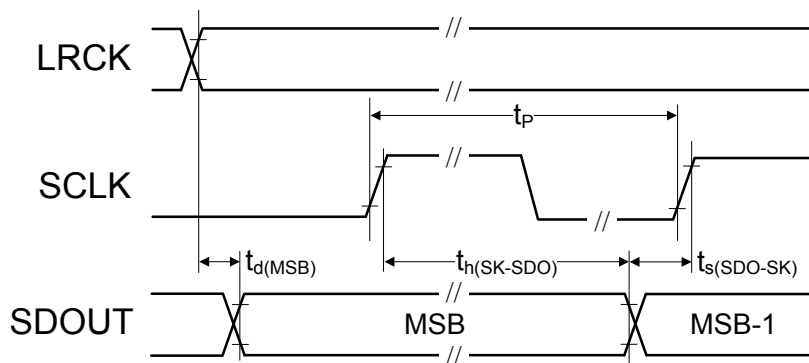 LRCK
//
//
tP
SCLK
//
//
td(MSB)
th(SK-SDO)
ts(SDO-SK)
SDOUT
//
MSB
MSB-1
//